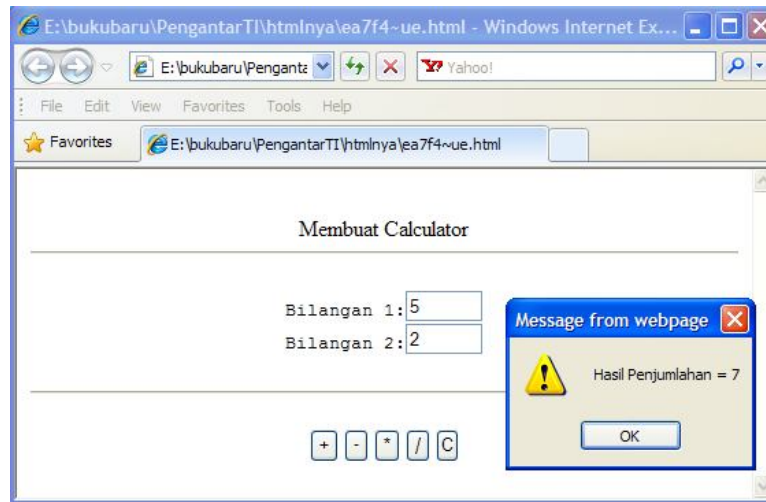 E:\bukubaru\PengantarTI\htmlnya\ea7f4~ue.html - Windows Internet Ex...
E:\bukubaru\Penganta
Yahoo!
File Edit View Favorites Tools Help
Favorites
E:\bukubaru\PengantarTI\htmlnya\ea7f4~ue.html
Membuat Calculator
Bilangan 1: 5
Bilangan 2: 2
Message from webpage
Hasil Penjumlahan = 7
OK
+ - * / C